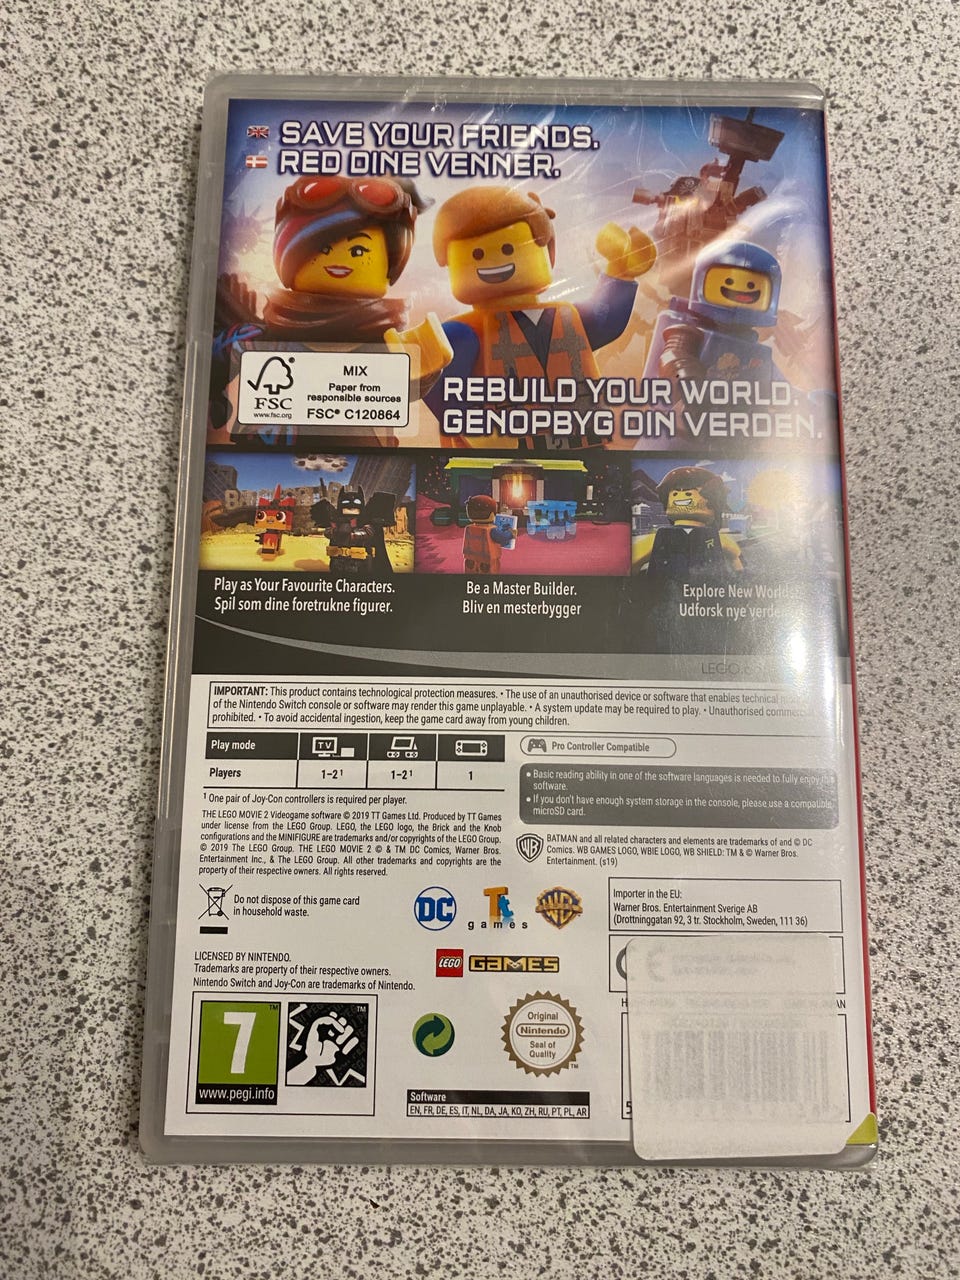 SAVE YOUR FRIENDS.
RED DINE VENNER.
MIX
Paper from
responsible sources
FSC® C120864
FSC
www.fsc.org
REBUILD YOUR WORLD.
GENOPBYG DIN VERDEN.
Play as Your Favourite Characters.
Spil som dine foretrukne figurer.
Be a Master Builder.
Bliv en mesterbygger
Explore New Worlds
Udforsk nye
LEGO
IMPORTANT: This product contains technological protection measures. • The use of an unauthorised device or software that enables technical
of the Nintendo Switch console or software may render this game unplayable. • A system update may be required to play. • Unauthorised
prohibited. • To avoid accidental ingestion, keep the game card away from young children.
Play mode
TV
Players
1–2¹
1–2¹
1
¹ One pair of Joy-Con controllers is required per player.
Pro Controller Compatible
• Basic reading ability in one of the software languages is needed to fully enjoy this
software.
• If you don't have enough system storage in the console, please use a compatible
microSD card.
THE LEGO MOVIE 2 Videogame software © 2019 TT Games Ltd. Produced by TT Games
under license from the LEGO Group. LEGO, the LEGO logo, the Brick and the Knob
configurations and the MINIFIGURE are trademarks and/or copyrights of the LEGO Group.
© 2019 The LEGO Group. THE LEGO MOVIE 2 © & TM DC Comics, Warner Bros.
Entertainment Inc., & The LEGO Group. All other trademarks and copyrights are the
property of their respective owners. All rights reserved.
WB
BATMAN and all related characters and elements are trademarks of and © DC
Comics. WB GAMES LOGO, WBIE LOGO, WB SHIELD: TM & © Warner Bros.
Entertainment. (s19)
Do not dispose of this game card
in household waste.
DC
Tt
games
WB
Importer in the EU:
Warner Bros. Entertainment Sverige AB
(Drottninggatan 92, 3 tr. Stockholm, Sweden, 111 36)
LICENSED BY NINTENDO.
Trademarks are property of their respective owners.
Nintendo Switch and Joy-Con are trademarks of Nintendo.
LEGO GAMES
7
TM
www.pegi.info
TM
Original
Nintendo
Seal of
Quality
TM
Software
EN, FR, DE, ES, IT, NL, DA, JA, KO, ZH, RU, PT, PL, AR
AN
5